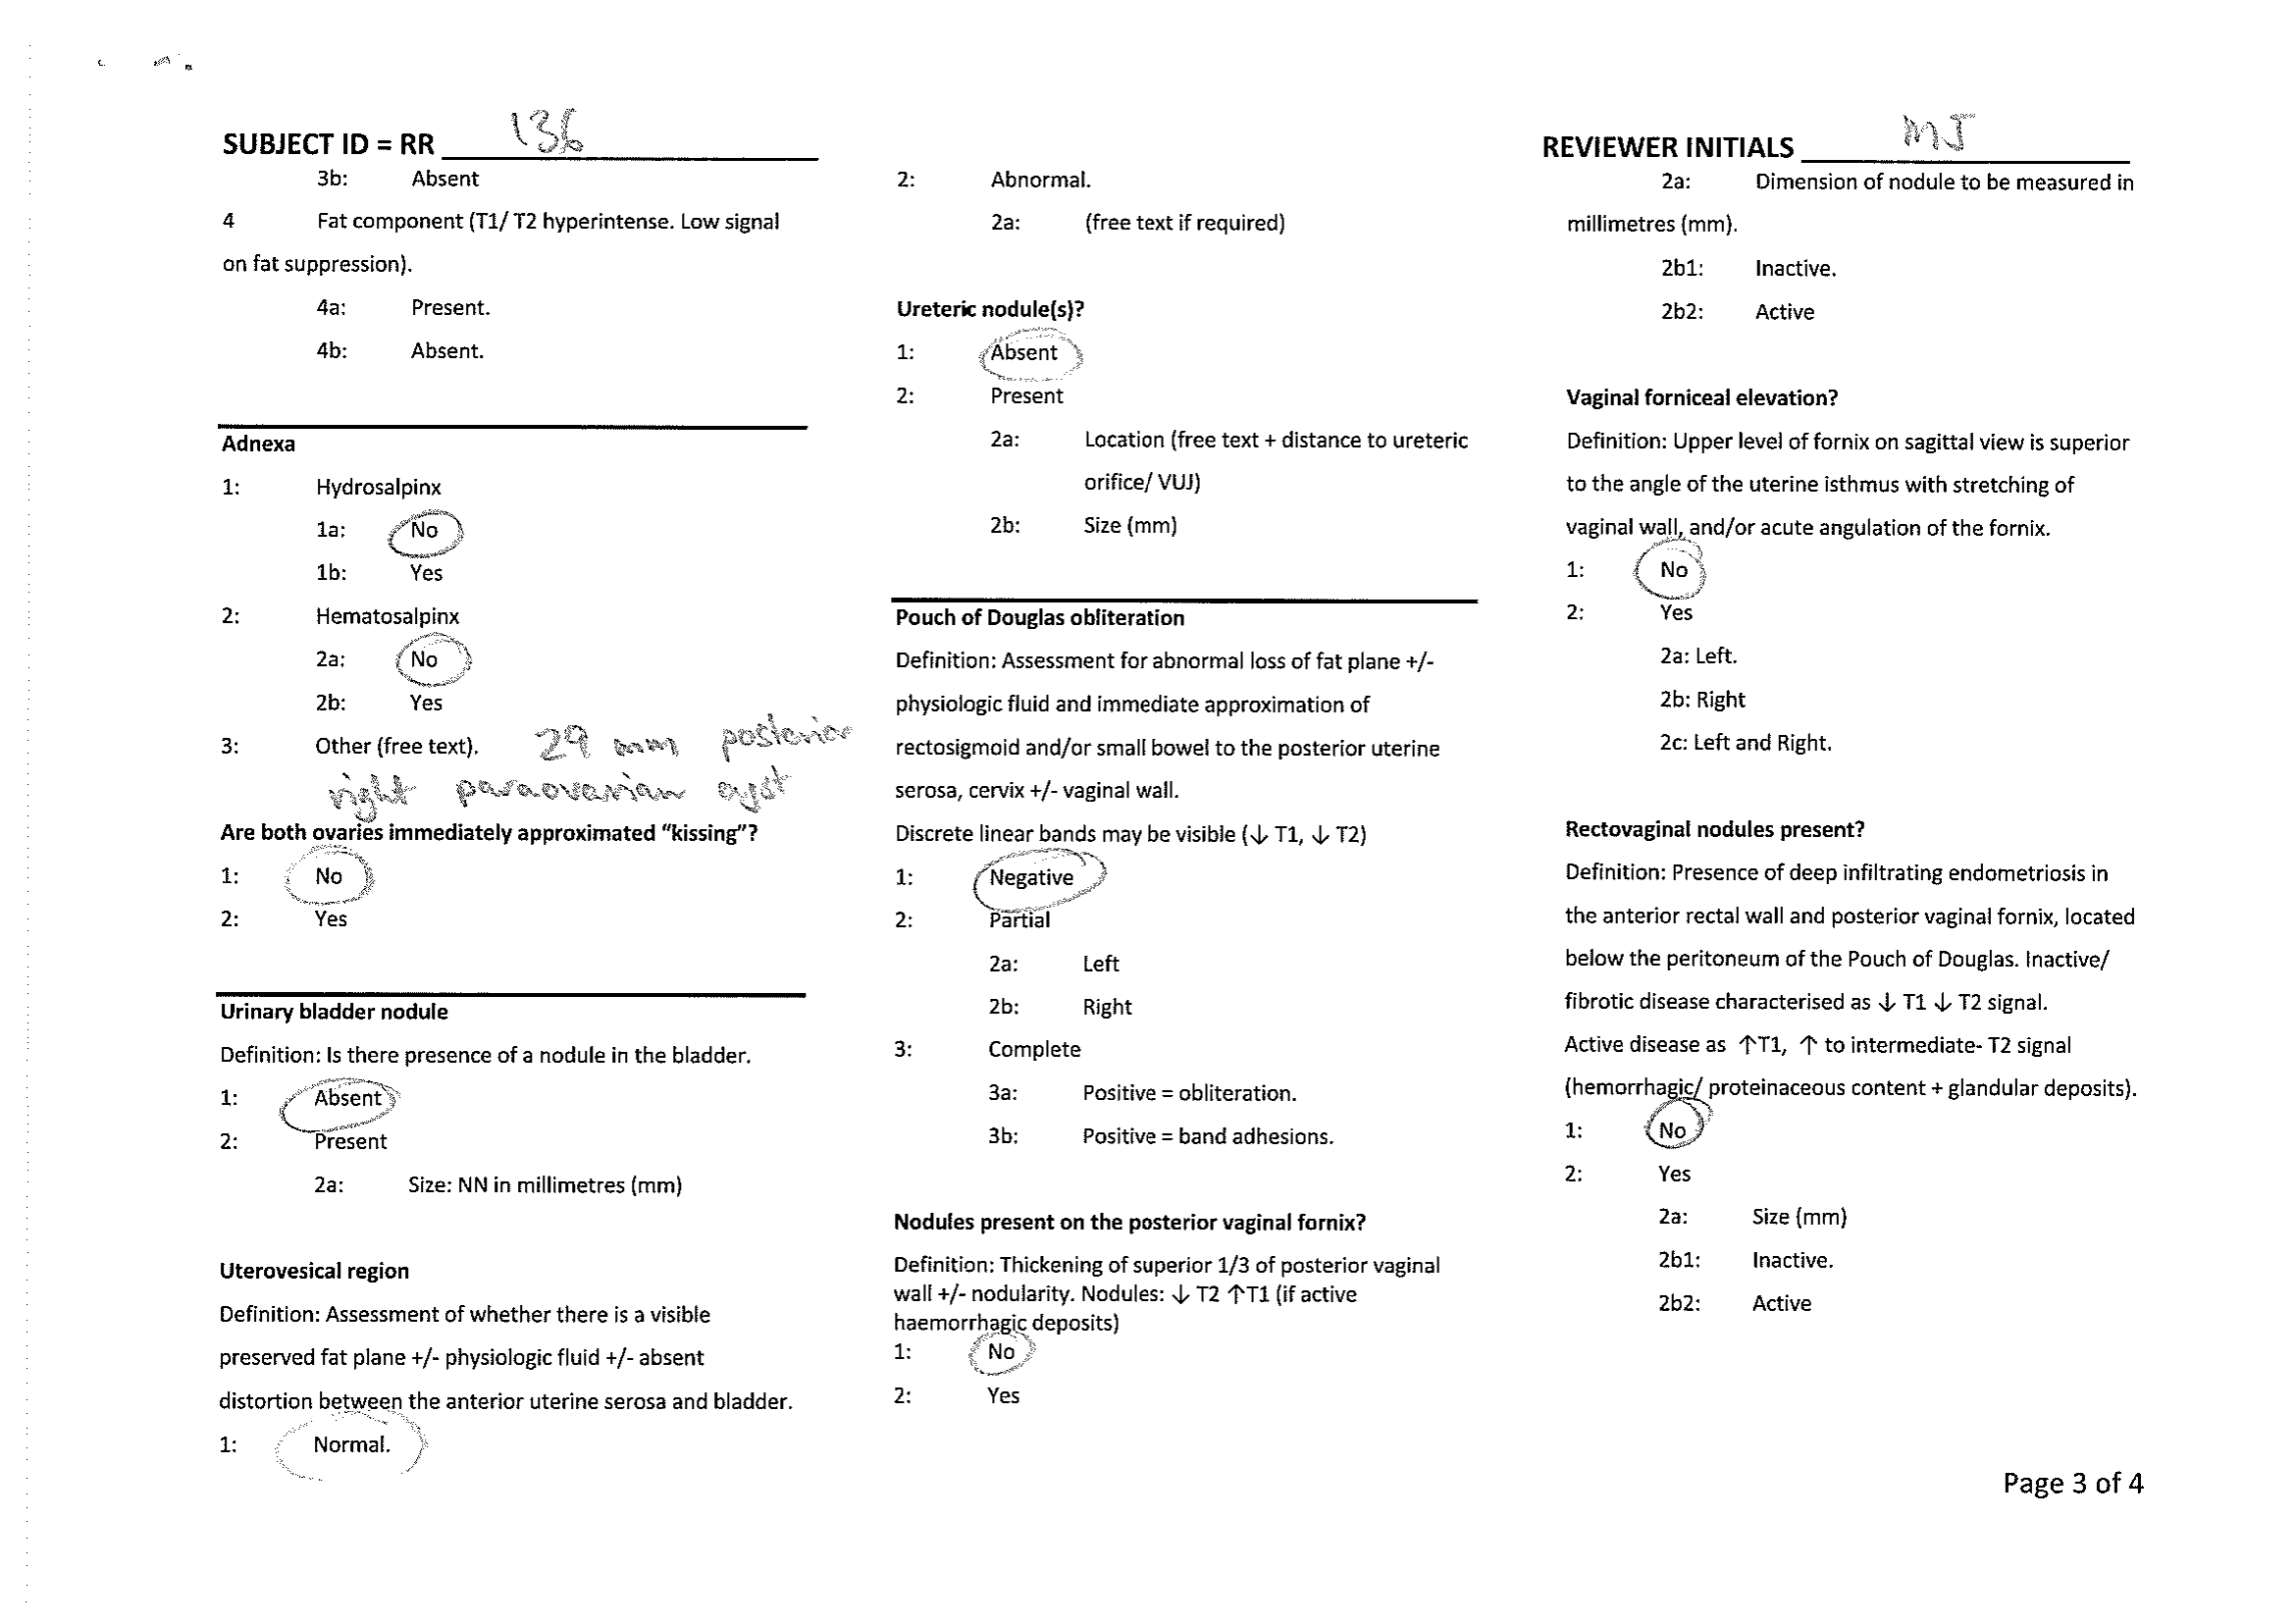 SUBJECT ID = RR 136
3b: Absent
4 Fat component (T1/ T2 hyperintense. Low signal
on fat suppression).
4a: Present.
4b: Absent.
Adnexa
1: Hydrosalpinx
1a: No
1b: Yes
2: Hematosalpinx
2a: No
2b: Yes
3: Other (free text). 29 mm posterior
right paraovarian cyst
Are both ovaries immediately approximated “kissing”?
1: No
2: Yes
Urinary bladder nodule
Definition: Is there presence of a nodule in the bladder.
1: Absent
2: Present
2a: Size: NN in millimetres (mm)
Uterovesical region
Definition: Assessment of whether there is a visible
preserved fat plane +/- physiologic fluid +/- absent
distortion between the anterior uterine serosa and bladder.
1: Normal.
2: Abnormal.
2a: (free text if required)
Ureteric nodule(s)?
1: Absent
2: Present
2a: Location (free text + distance to ureteric
orifice/ VUJ)
2b: Size (mm)
Pouch of Douglas obliteration
Definition: Assessment for abnormal loss of fat plane +/-
physiologic fluid and immediate approximation of
rectosigmoid and/or small bowel to the posterior uterine
serosa, cervix +/- vaginal wall.
Discrete linear bands may be visible (↓ T1, ↓ T2)
1: Negative
2: Partial
2a: Left
2b: Right
3: Complete
3a: Positive = obliteration.
3b: Positive = band adhesions.
Nodules present on the posterior vaginal fornix?
Definition: Thickening of superior 1/3 of posterior vaginal
wall +/- nodularity. Nodules: ↓ T2 ↑T1 (if active
haemorrhagic deposits)
1: No
2: Yes
REVIEWER INITIALS MJ
2a: Dimension of nodule to be measured in
millimetres (mm).
2b1: Inactive.
2b2: Active
Vaginal forniceal elevation?
Definition: Upper level of fornix on sagittal view is superior
to the angle of the uterine isthmus with stretching of
vaginal wall, and/or acute angulation of the fornix.
1: No
2: Yes
2a: Left.
2b: Right
2c: Left and Right.
Rectovaginal nodules present?
Definition: Presence of deep infiltrating endometriosis in
the anterior rectal wall and posterior vaginal fornix, located
below the peritoneum of the Pouch of Douglas. Inactive/
fibrotic disease characterised as ↓ T1 ↓ T2 signal.
Active disease as ↑T1, ↑ to intermediate- T2 signal
(hemorrhagic/ proteinaceous content + glandular deposits).
1: No
2: Yes
2a: Size (mm)
2b1: Inactive.
2b2: Active
Page 3 of 4